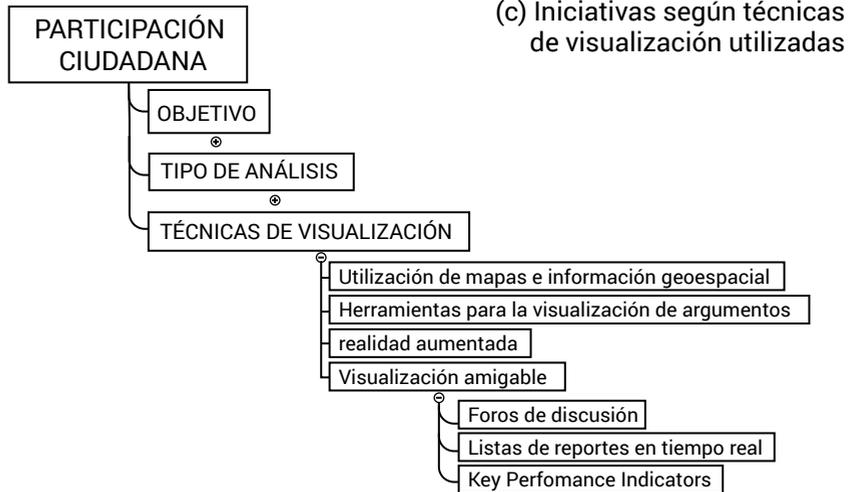 PARTICIPACIÓN
CIUDADANA
(c) Iniciativas según técnicas
de visualización utilizadas
OBJETIVO
TIPO DE ANÁLISIS
TÉCNICAS DE VISUALIZACIÓN
Utilización de mapas e información geoespacial
Herramientas para la visualización de argumentos
realidad aumentada
Visualización amigable
Foros de discusión
Listas de reportes en tiempo real
Key Perfomance Indicators